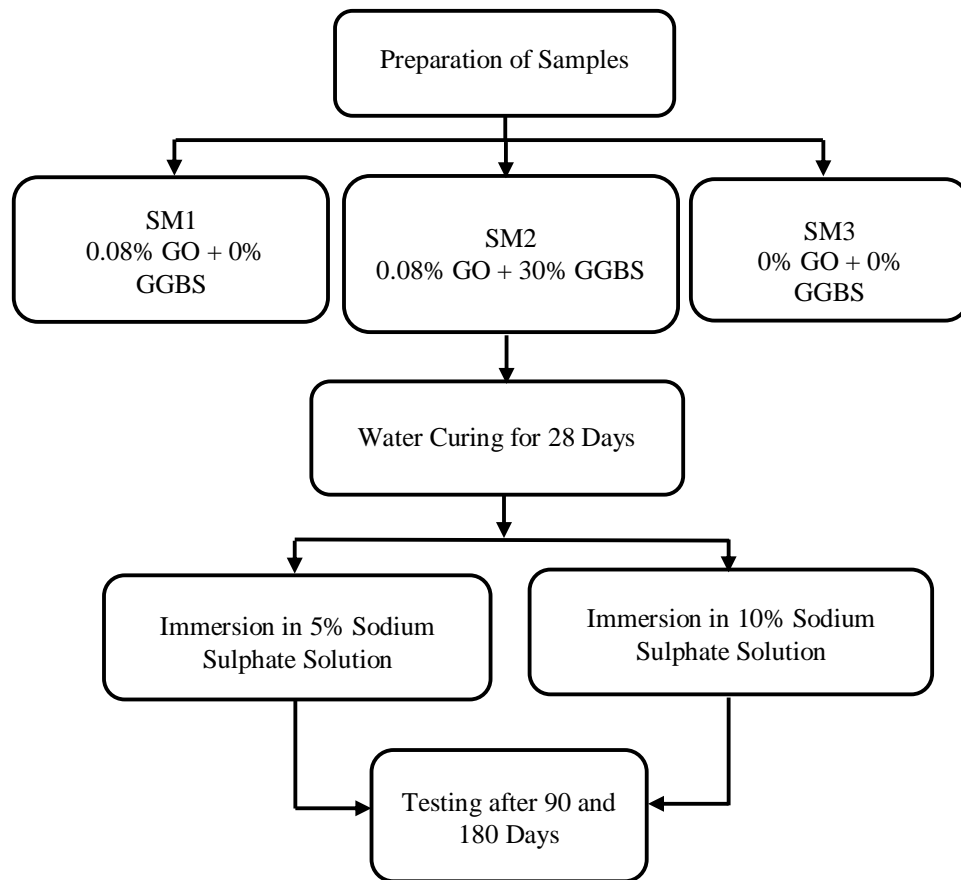 Preparation of Samples
SM1
0.08% GO + 0%
GGBS
SM2
0.08% GO + 30% GGBS
SM3
0% GO + 0%
GGBS
Water Curing for 28 Days
Immersion in 5% Sodium
Sulphate Solution
Immersion in 10% Sodium
Sulphate Solution
Testing after 90 and
180 Days